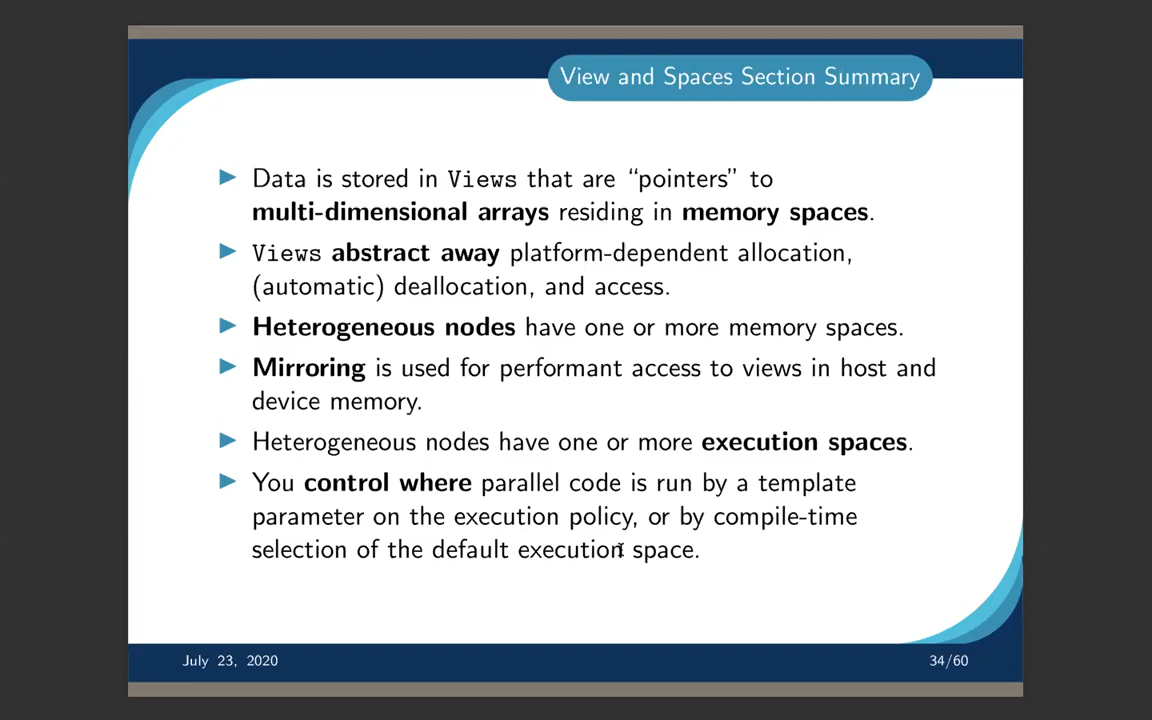 View and Spaces Section Summary
▶ Data is stored in Views that are “pointers” to
multi-dimensional arrays residing in memory spaces.
▶ Views abstract away platform-dependent allocation,
(automatic) deallocation, and access.
▶ Heterogeneous nodes have one or more memory spaces.
▶ Mirroring is used for performant access to views in host and
device memory.
▶ Heterogeneous nodes have one or more execution spaces.
▶ You control where parallel code is run by a template
parameter on the execution policy, or by compile-time
selection of the default execution space.
July 23, 2020
34/60